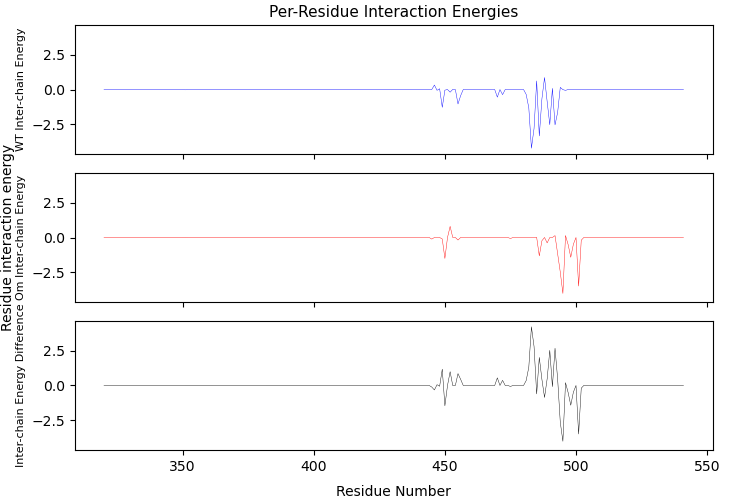 Per-Residue Interaction Energies
WT Inter-chain Energy
2.5
0.0
−2.5
Residue interaction energy
Om Inter-chain Energy
2.5
0.0
−2.5
Inter-chain Energy Difference
2.5
0.0
−2.5
350
400
450
500
550
Residue Number